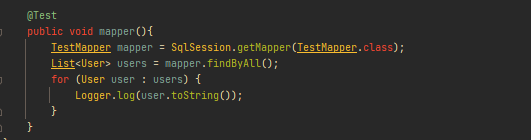 @Test
public void mapper(){
TestMapper mapper = SqlSession.getMapper(TestMapper.class);
List<User> users = mapper.findByAll();
for (User user : users) {
Logger.log(user.toString());
}
}